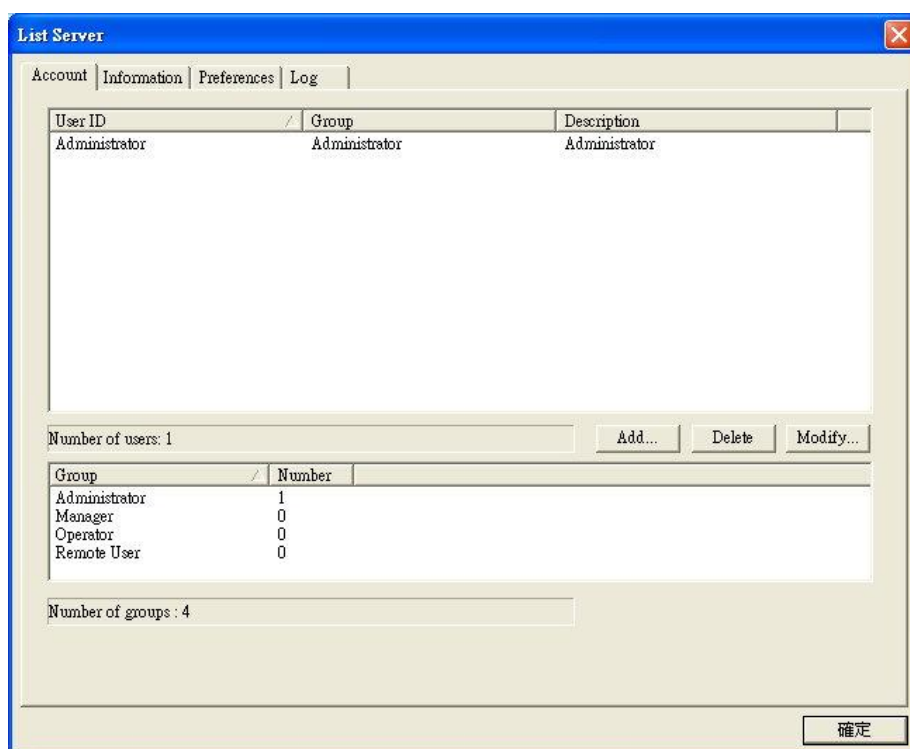 List Server
Account Information Preferences Log
User ID Group Description
Administrator Administrator Administrator
Number of users: 1 Add... Delete Modify...
Group Number
Administrator 1
Manager 0
Operator 0
Remote User 0
Number of groups : 4
確定